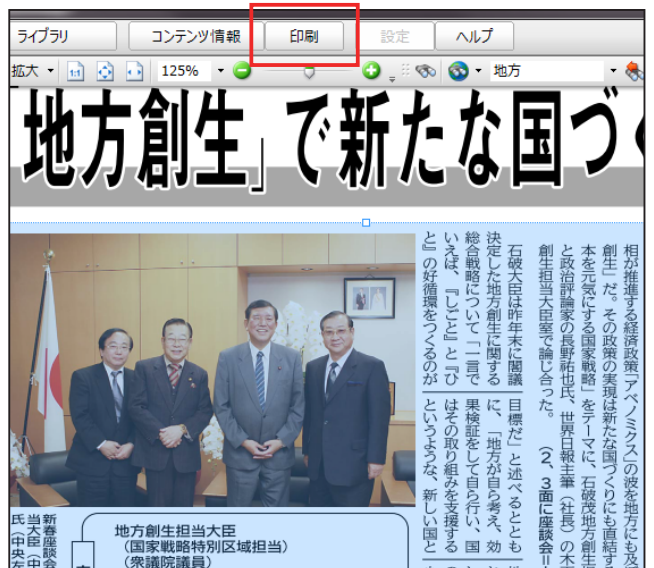 ライブラリ コンテンツ情報 印刷 設定 ヘルプ
拡大 1:1 125% 地方
地方創生」で新たな国づく
相が推進する経済政策「アベノミクス」の波を地方にも及
創生」だ。その政策の実現は新たな国づくりにも直結する
本を元気にする国家戦略」をテーマに、石破茂地方創生
と政治評論家の長野祐也氏、世界日報主筆（社長）の木
創生担当大臣室で論じ合った。 （2、3面に座談会＝
石破大臣は昨年末に閣議
決定した地方創生に関する
総合戦略について「一言で
いえば、『しごと』と『ひ
と』の好循環をつくるのが
目標だ」と述べるととも
に、「地方が自ら考え、効
果検証をして自ら行い、国
はその取り組みを支援する
というような、新しい国と
新春座談会
当大臣（中
氏（中央左
地方創生担当大臣
（国家戦略特別区域担当）
（衆議院議員）